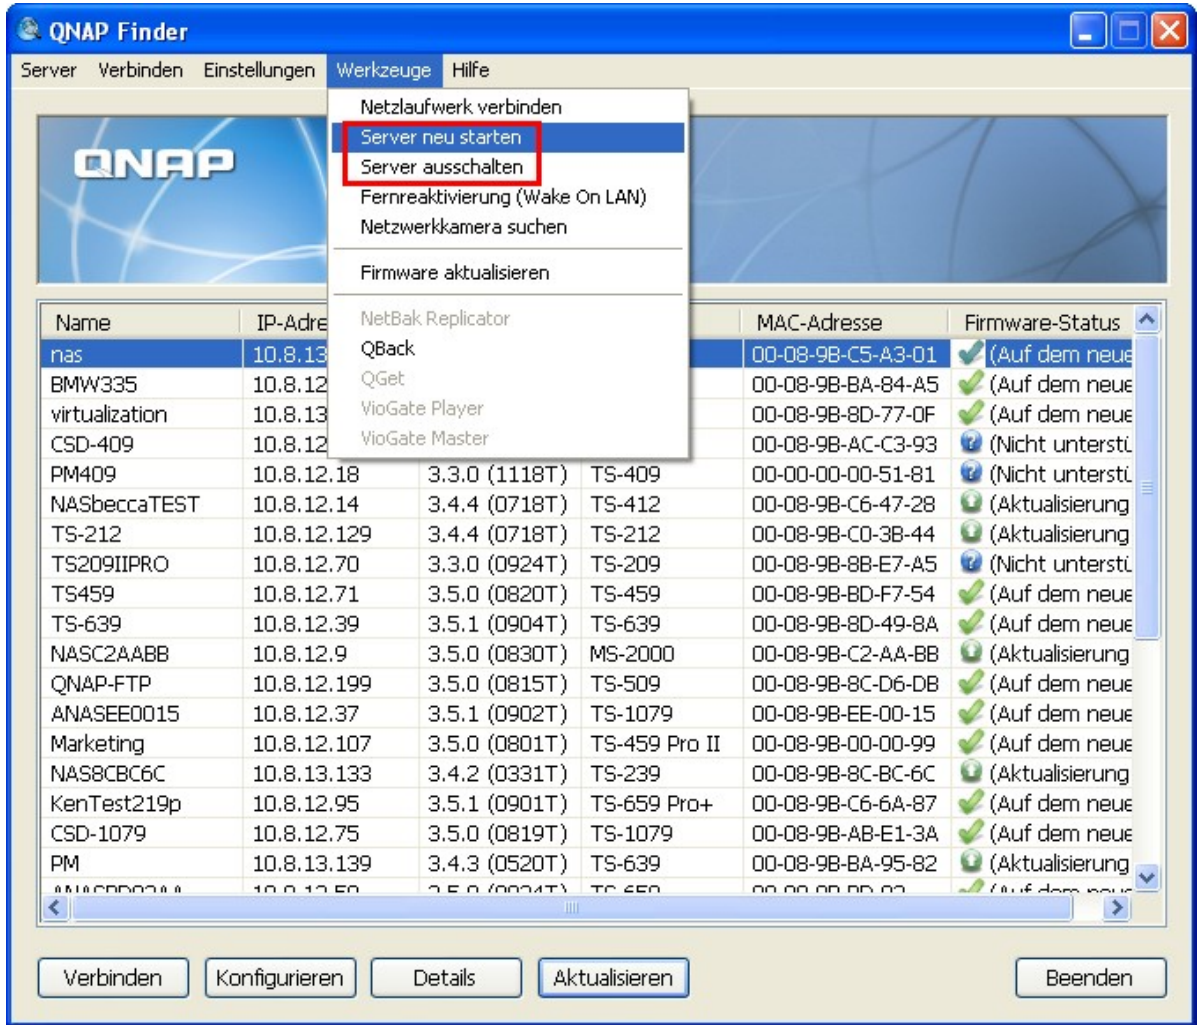 QNAP Finder
Server Verbinden Einstellungen Werkzeuge Hilfe
QNAP
Netzlaufwerk verbinden
Server neu starten
Server ausschalten
Fernreaktivierung (Wake On LAN)
Netzwerkkamera suchen
Firmware aktualisieren
NetBak Replicator
QBack
QGet
VioGate Player
VioGate Master
Name IP-Adre MAC-Adresse Firmware-Status
nas 10.8.13 00-08-9B-C5-A3-01 (Auf dem neue
BMW335 10.8.12 00-08-9B-BA-84-A5 (Auf dem neue
virtualization 10.8.13 00-08-9B-8D-77-0F (Auf dem neue
CSD-409 10.8.12 00-08-9B-AC-C3-93 (Nicht unterstü
PM409 10.8.12.18 3.3.0 (1118T) TS-409 00-00-00-00-51-81 (Nicht unterstü
NASbeccaTEST 10.8.12.14 3.4.4 (0718T) TS-412 00-08-9B-C6-47-28 (Aktualisierung
TS-212 10.8.12.129 3.4.4 (0718T) TS-212 00-08-9B-C0-3B-44 (Aktualisierung
TS209IIPRO 10.8.12.70 3.3.0 (0924T) TS-209 00-08-9B-8B-E7-A5 (Nicht unterstü
TS459 10.8.12.71 3.5.0 (0820T) TS-459 00-08-9B-BD-F7-54 (Auf dem neue
TS-639 10.8.12.39 3.5.1 (0904T) TS-639 00-08-9B-8D-49-8A (Auf dem neue
NASC2AABB 10.8.12.9 3.5.0 (0830T) MS-2000 00-08-9B-C2-AA-BB (Aktualisierung
QNAP-FTP 10.8.12.199 3.5.0 (0815T) TS-509 00-08-9B-8C-D6-DB (Auf dem neue
ANASEE0015 10.8.12.37 3.5.1 (0902T) TS-1079 00-08-9B-EE-00-15 (Auf dem neue
Marketing 10.8.12.107 3.5.0 (0801T) TS-459 Pro II 00-08-9B-00-00-99 (Auf dem neue
NAS8CBC6C 10.8.13.133 3.4.2 (0331T) TS-239 00-08-9B-8C-BC-6C (Aktualisierung
KenTest219p 10.8.12.95 3.5.1 (0901T) TS-659 Pro+ 00-08-9B-C6-6A-87 (Auf dem neue
CSD-1079 10.8.12.75 3.5.0 (0819T) TS-1079 00-08-9B-AB-E1-3A (Auf dem neue
PM 10.8.13.139 3.4.3 (0520T) TS-639 00-08-9B-BA-95-82 (Aktualisierung
Verbinden Konfigurieren Details Aktualisieren Beenden